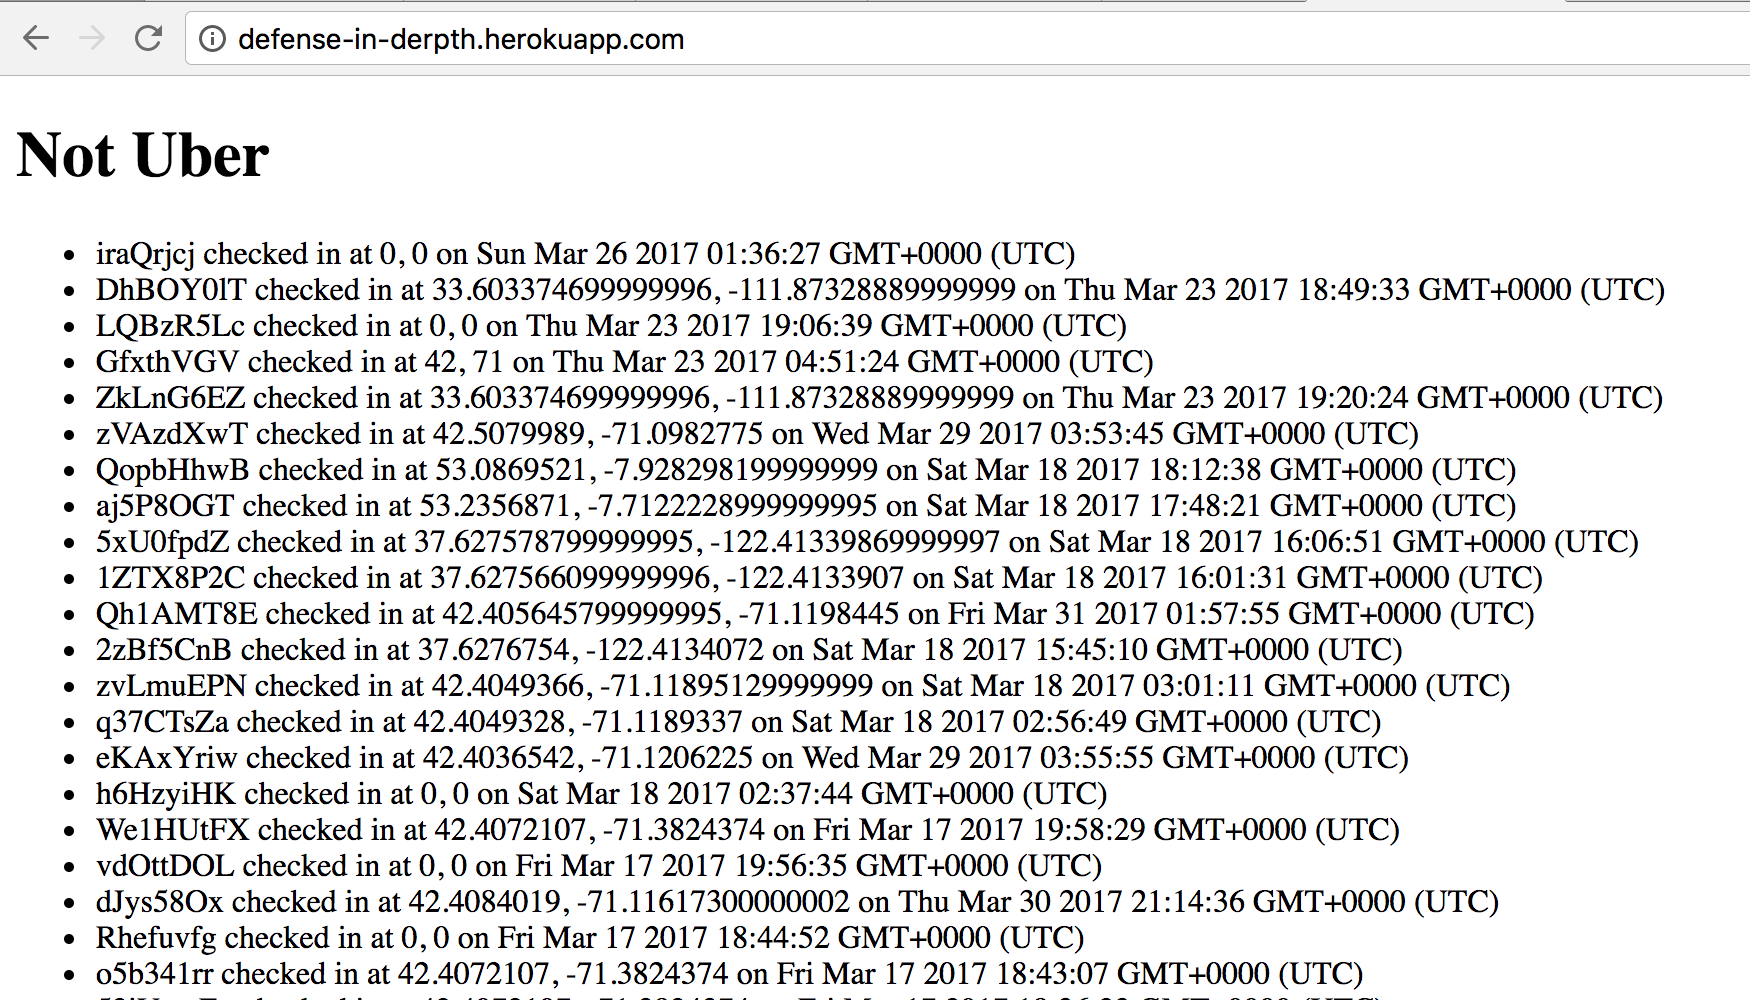 defense-in-derpth.herokuapp.com
Not Uber
iraQrjcj checked in at 0, 0 on Sun Mar 26 2017 01:36:27 GMT+0000 (UTC)
DhBOY0lT checked in at 33.603374699999996, -111.87328889999999 on Thu Mar 23 2017 18:49:33 GMT+0000 (UTC)
LQBzR5Lc checked in at 0, 0 on Thu Mar 23 2017 19:06:39 GMT+0000 (UTC)
GfxthVGV checked in at 42, 71 on Thu Mar 23 2017 04:51:24 GMT+0000 (UTC)
ZkLnG6EZ checked in at 33.603374699999996, -111.87328889999999 on Thu Mar 23 2017 19:20:24 GMT+0000 (UTC)
zVAzdXwT checked in at 42.5079989, -71.0982775 on Wed Mar 29 2017 03:53:45 GMT+0000 (UTC)
QopbHhwB checked in at 53.0869521, -7.928298199999999 on Sat Mar 18 2017 18:12:38 GMT+0000 (UTC)
aj5P8OGT checked in at 53.2356871, -7.7122228999999995 on Sat Mar 18 2017 17:48:21 GMT+0000 (UTC)
5xU0fpdZ checked in at 37.627578799999995, -122.41339869999997 on Sat Mar 18 2017 16:06:51 GMT+0000 (UTC)
1ZTX8P2C checked in at 37.627566099999996, -122.4133907 on Sat Mar 18 2017 16:01:31 GMT+0000 (UTC)
Qh1AMT8E checked in at 42.405645799999995, -71.1198445 on Fri Mar 31 2017 01:57:55 GMT+0000 (UTC)
2zBf5CnB checked in at 37.6276754, -122.4134072 on Sat Mar 18 2017 15:45:10 GMT+0000 (UTC)
zvLmuEPN checked in at 42.4049366, -71.11895129999999 on Sat Mar 18 2017 03:01:11 GMT+0000 (UTC)
q37CTsZa checked in at 42.4049328, -71.1189337 on Sat Mar 18 2017 02:56:49 GMT+0000 (UTC)
eKAxYriw checked in at 42.4036542, -71.1206225 on Wed Mar 29 2017 03:55:55 GMT+0000 (UTC)
h6HzyiHK checked in at 0, 0 on Sat Mar 18 2017 02:37:44 GMT+0000 (UTC)
We1HUtFX checked in at 42.4072107, -71.3824374 on Fri Mar 17 2017 19:58:29 GMT+0000 (UTC)
vdOttDOL checked in at 0, 0 on Fri Mar 17 2017 19:56:35 GMT+0000 (UTC)
dJys58Ox checked in at 42.4084019, -71.11617300000002 on Thu Mar 30 2017 21:14:36 GMT+0000 (UTC)
Rhefuvfg checked in at 0, 0 on Fri Mar 17 2017 18:44:52 GMT+0000 (UTC)
o5b341rr checked in at 42.4072107, -71.3824374 on Fri Mar 17 2017 18:43:07 GMT+0000 (UTC)